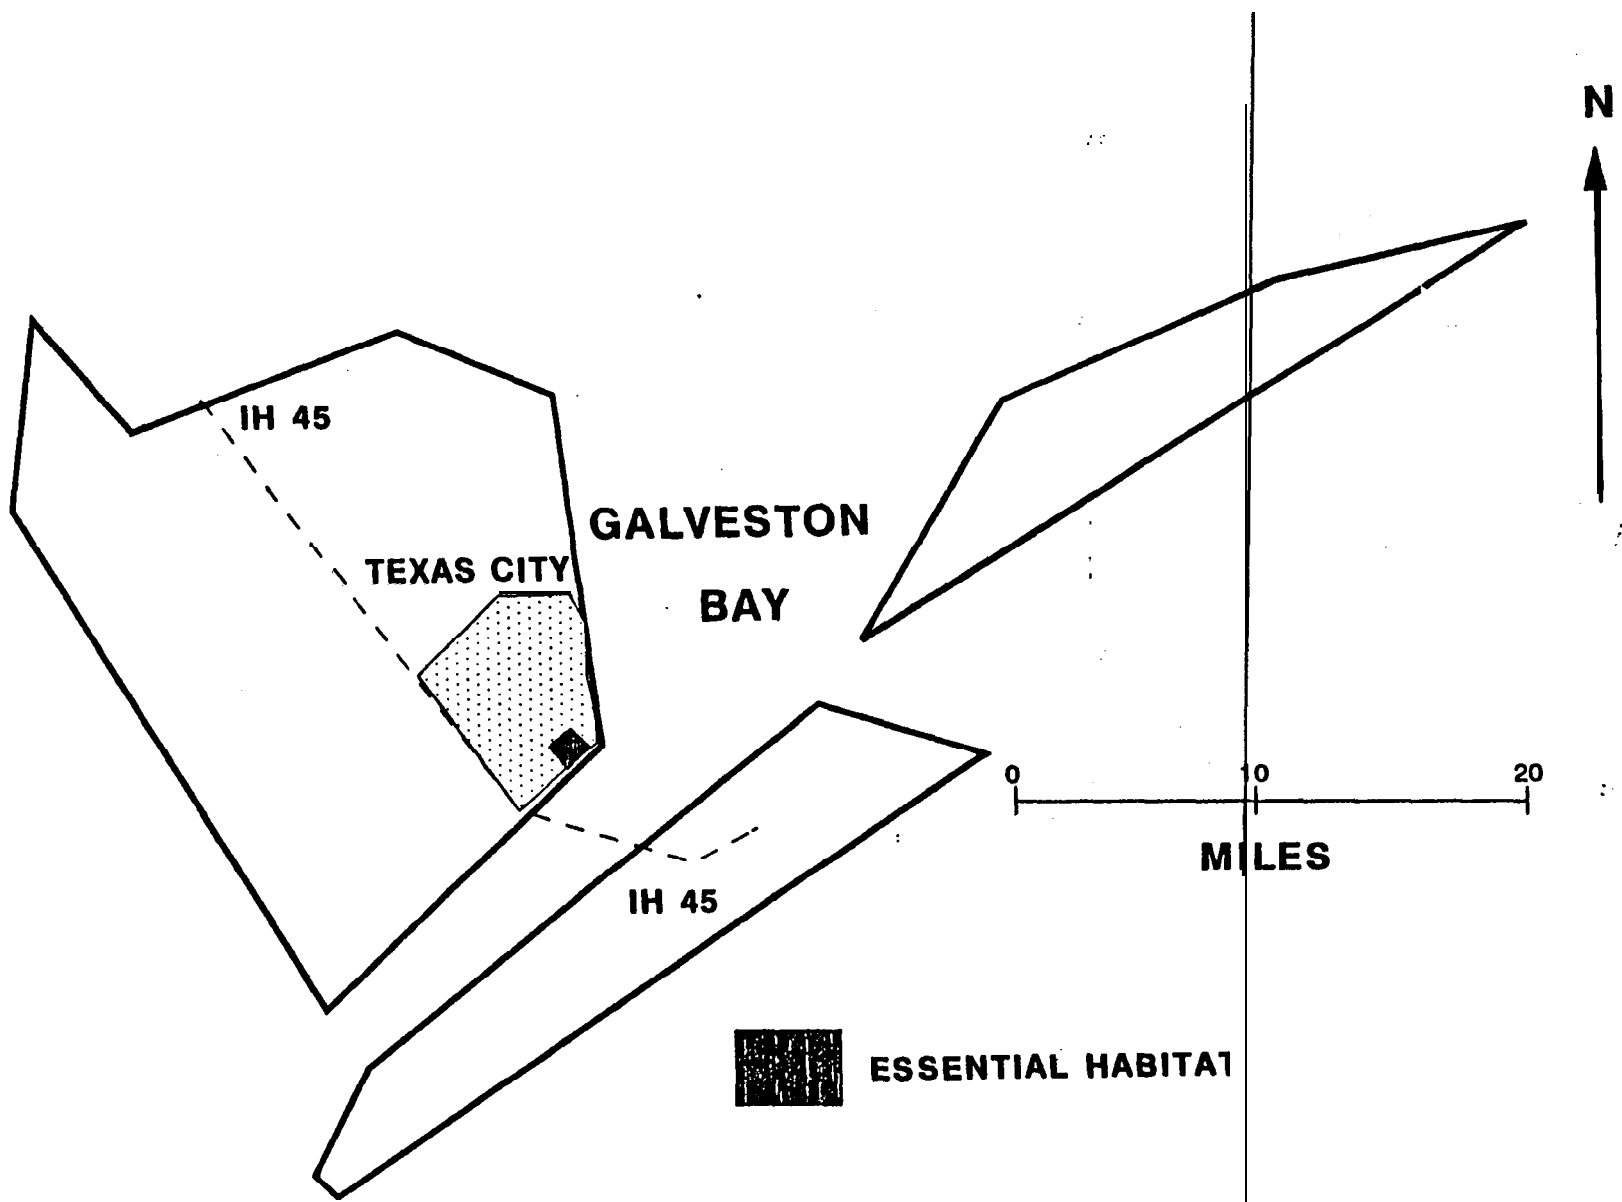 N
IH 45
GALVESTON
TEXAS CITY
BAY
0 10 20
MILES
IH 45
ESSENTIAL HABITAT